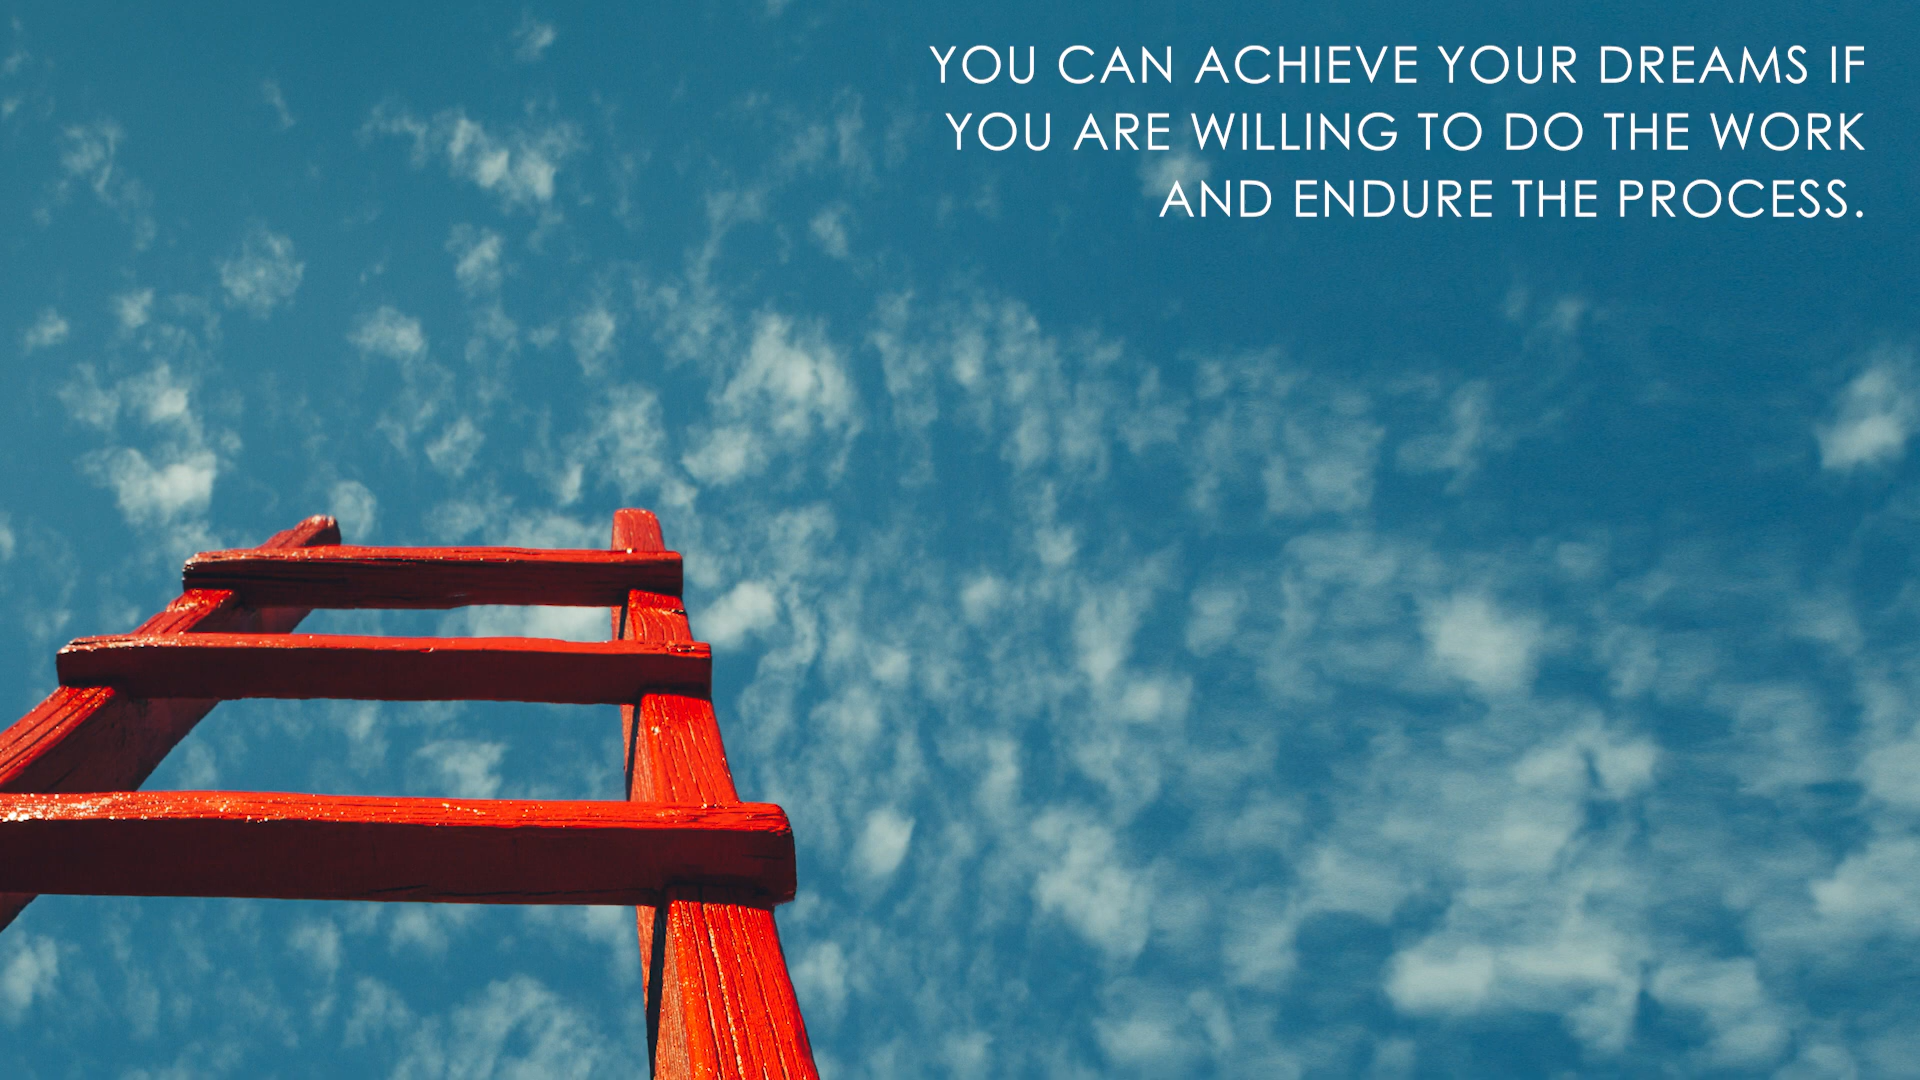 YOU CAN ACHIEVE YOUR DREAMS IF
YOU ARE WILLING TO DO THE WORK
AND ENDURE THE PROCESS.